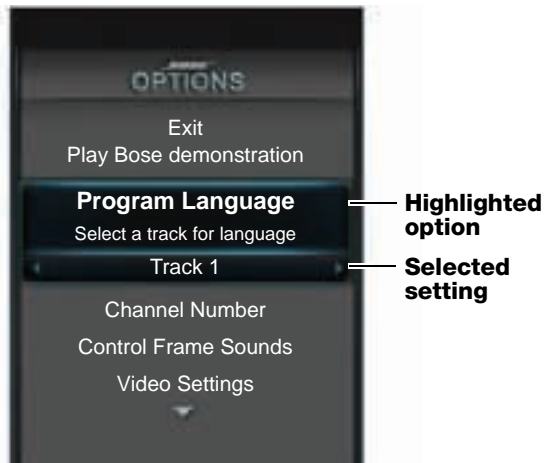 OPTIONS
Exit
Play Bose demonstration
Program Language
Select a track for language
Track 1
Channel Number
Control Frame Sounds
Video Settings
Highlighted
option
Selected
setting